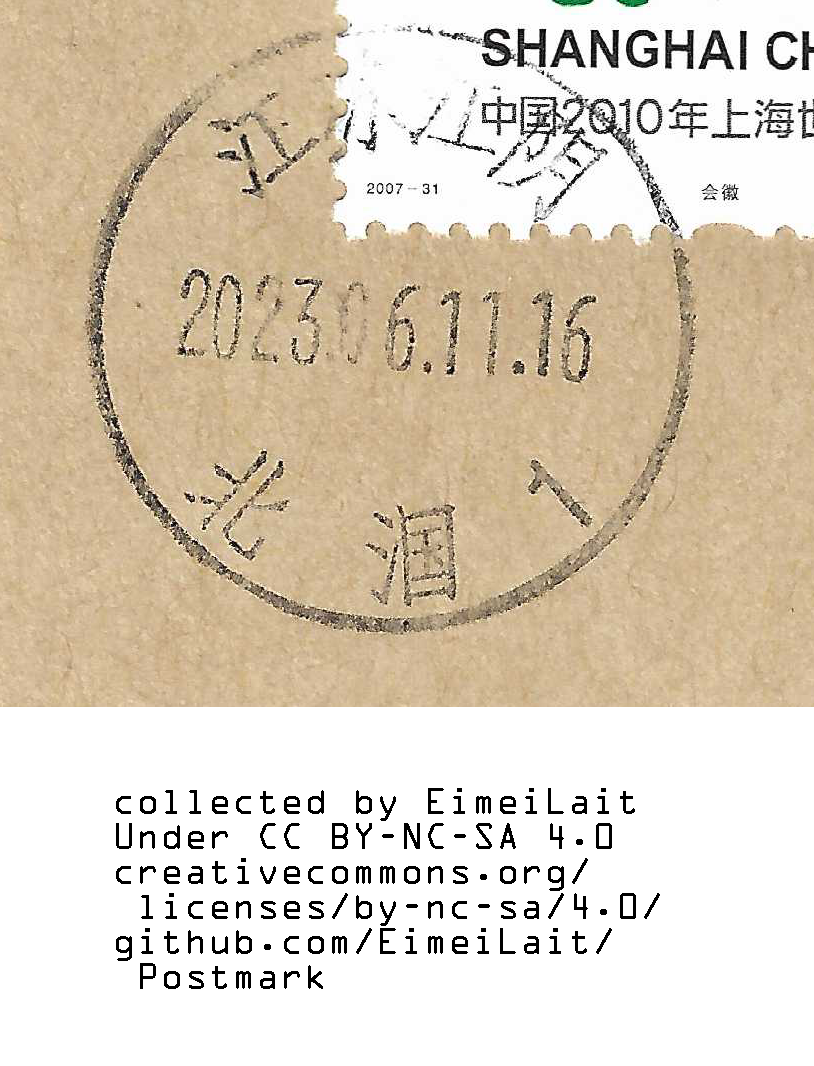 SHANGHAI CH
中国2010年上海世
2007-31 会徽
江苏江阴
2023.06.11.16
北漍1
collected by EimeiLait
Under CC BY-NC-SA 4.0
creativecommons.org/
licenses/by-nc-sa/4.0/
github.com/EimeiLait/
Postmark